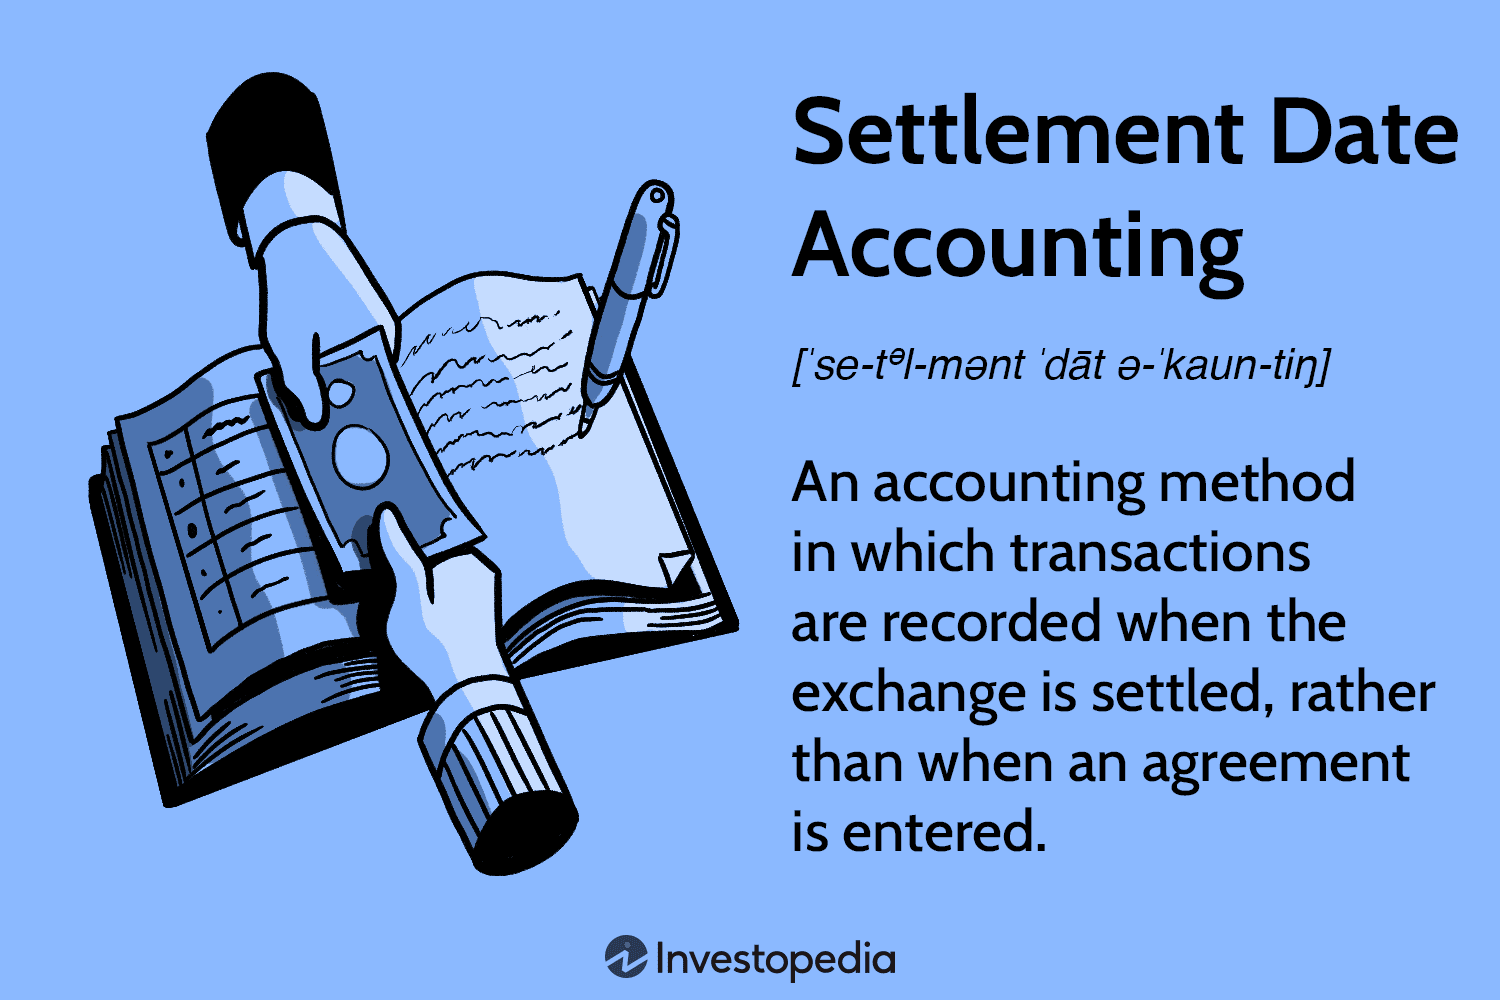 Settlement Date
Accounting
[ˈse-tᵊl-mənt ˈdāt ə-ˈkaun-tiŋ]
An accounting method
in which transactions
are recorded when the
exchange is settled, rather
than when an agreement
is entered.
Investopedia